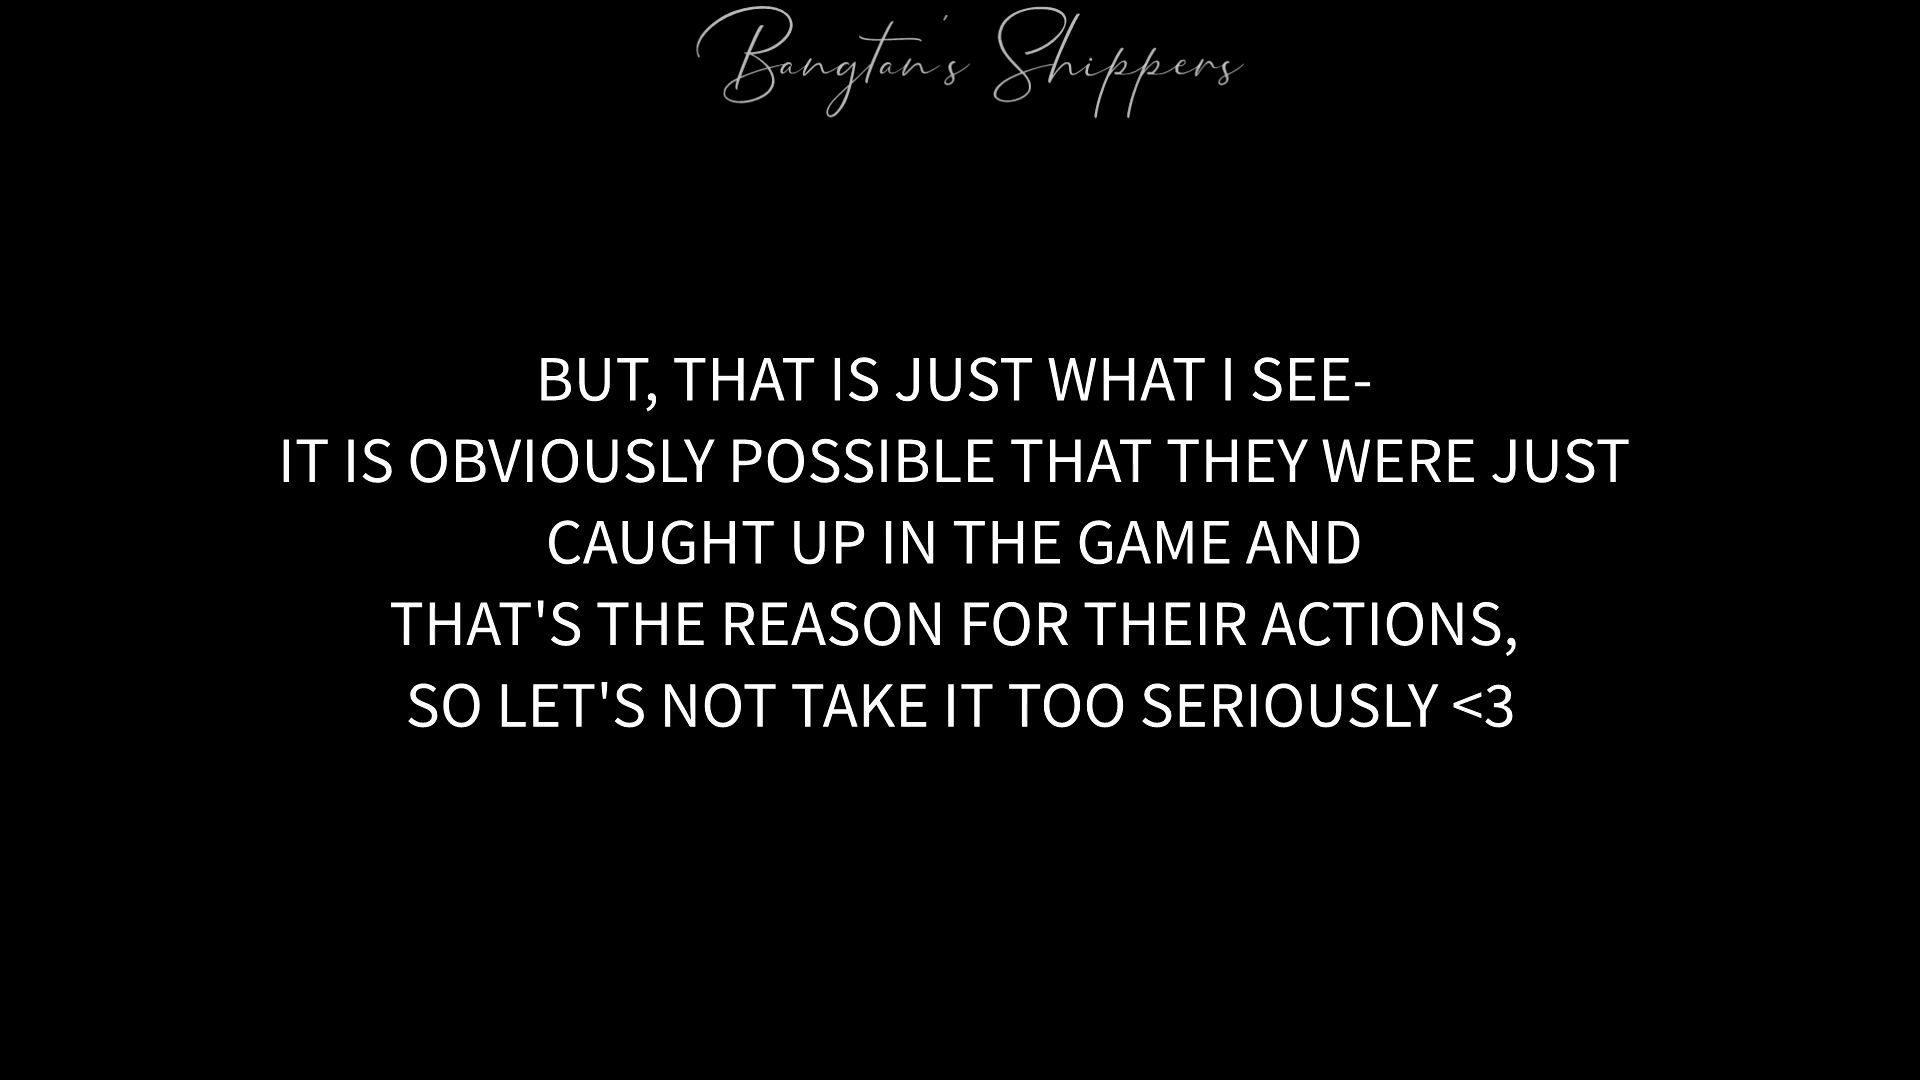 Bangtan's Shippers
BUT, THAT IS JUST WHAT I SEE-
IT IS OBVIOUSLY POSSIBLE THAT THEY WERE JUST
CAUGHT UP IN THE GAME AND
THAT'S THE REASON FOR THEIR ACTIONS,
SO LET'S NOT TAKE IT TOO SERIOUSLY <3